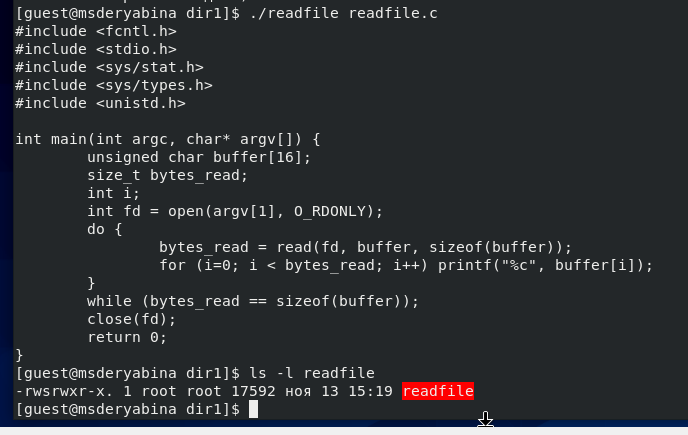 [guest@msderyabina dir1]$ ./readfile readfile.c
#include <fcntl.h>
#include <stdio.h>
#include <sys/stat.h>
#include <sys/types.h>
#include <unistd.h>

int main(int argc, char* argv[]) {
        unsigned char buffer[16];
        size_t bytes_read;
        int i;
        int fd = open(argv[1], O_RDONLY);
        do {
                bytes_read = read(fd, buffer, sizeof(buffer));
                for (i=0; i < bytes_read; i++) printf("%c", buffer[i]);
        }
        while (bytes_read == sizeof(buffer));
        close(fd);
        return 0;
}
[guest@msderyabina dir1]$ ls -l readfile
-rwsrwxr-x. 1 root root 17592 ноя 13 15:19 readfile
[guest@msderyabina dir1]$